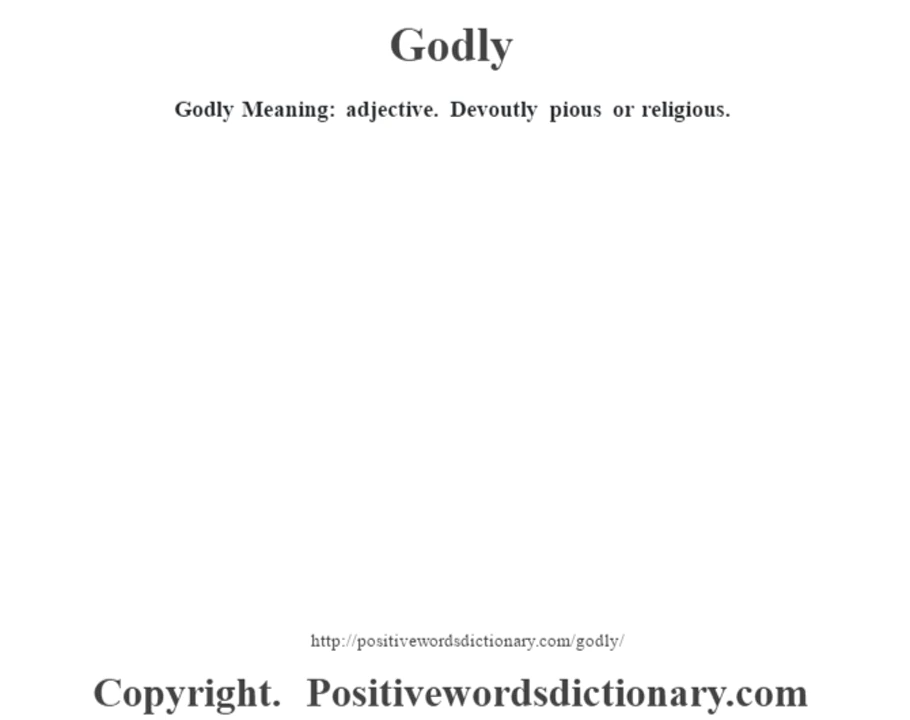 Godly
Godly Meaning: adjective. Devoutly pious or religious.
http://positivewordsdictionary.com/godly/
Copyright. Positivewordsdictionary.com